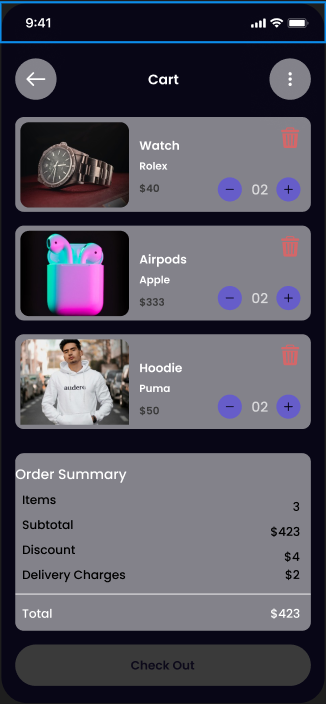 9:41
Cart
Watch
Rolex
$40
02
Airpods
Apple
$333
02
Hoodie
anders
Puma
$50
02
Order Summary
Items 3
Subtotal $423
Discount $4
Delivery Charges $2
Total $423
Check Out